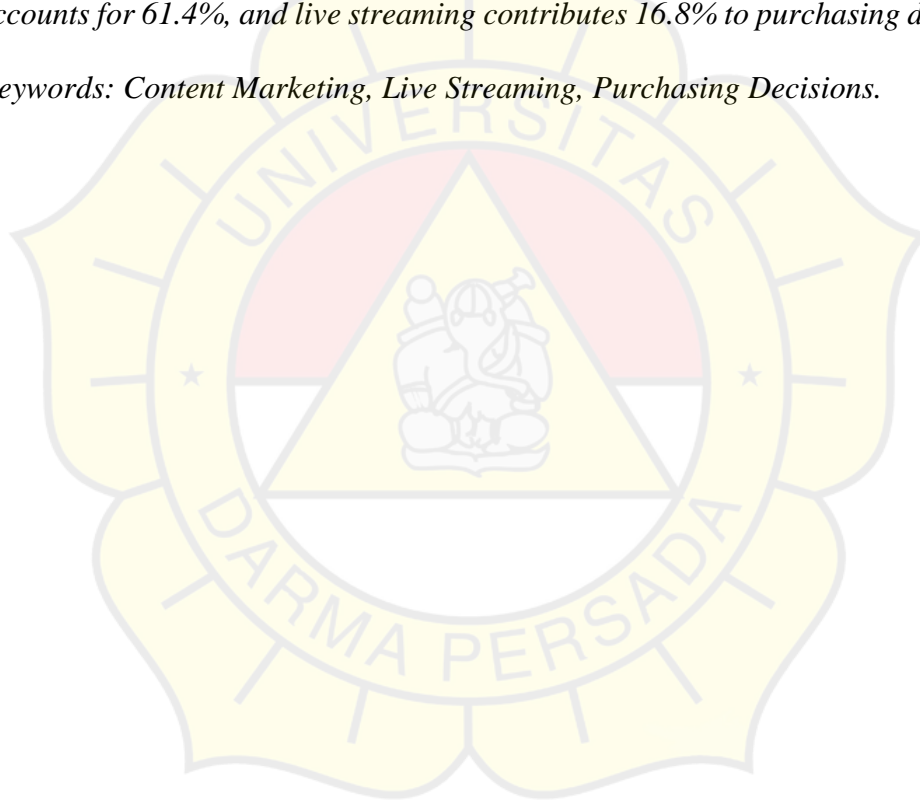 ccounts for 61.4%, and live streaming contributes 16.8% to purchasing d
eywords: Content Marketing, Live Streaming, Purchasing Decisions.
UNIVERSITAS
DARMA PERSADA